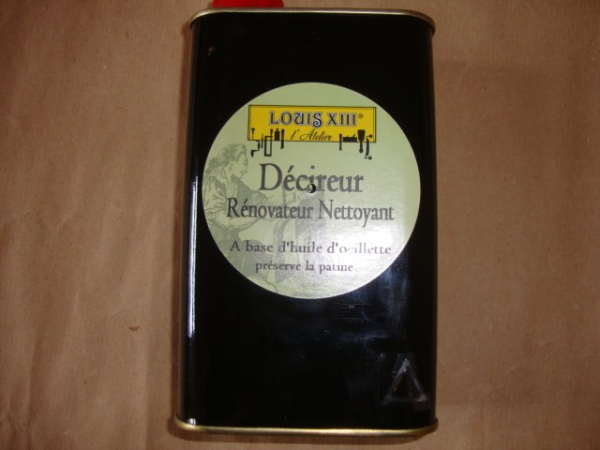 LOUIS XIII®
l'Atelier
Décireur
Rénovateur Nettoyant
A base d'huile d'oeillette
préserve la patine